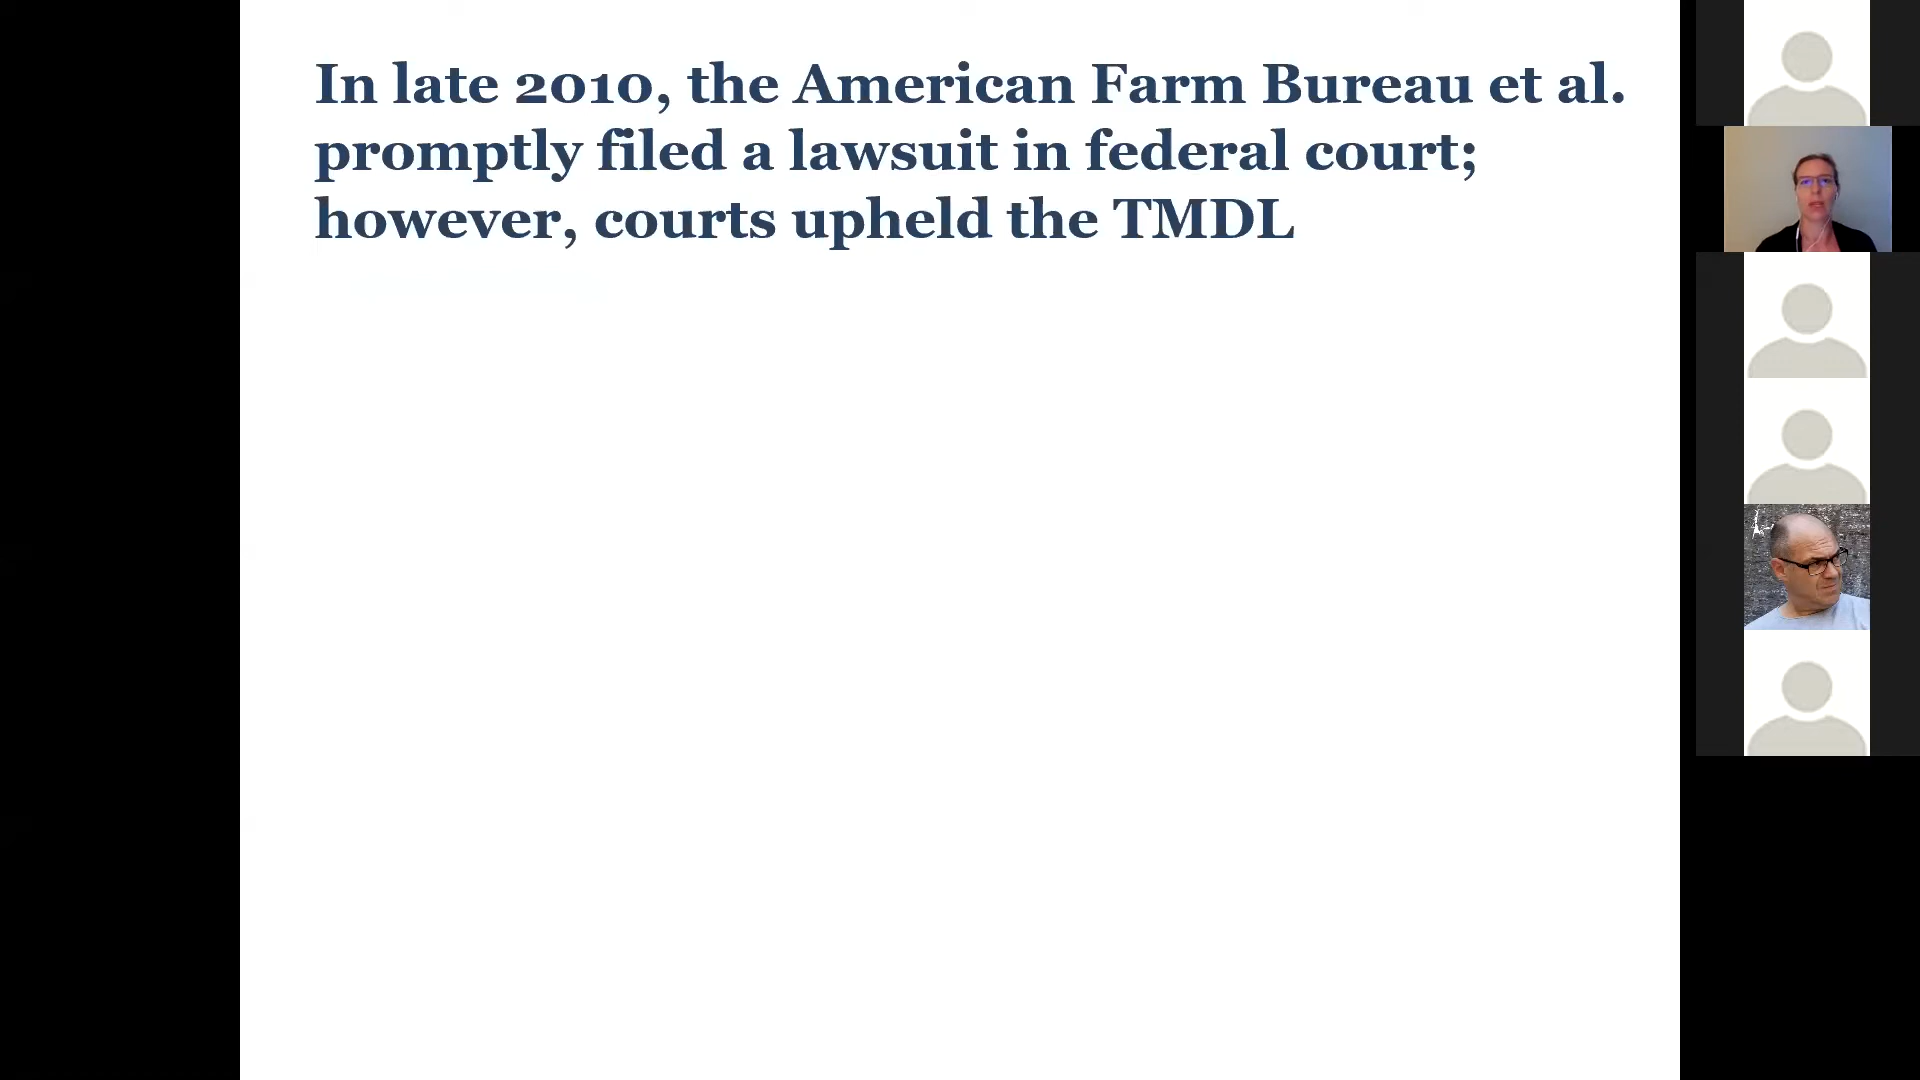 In late 2010, the American Farm Bureau et al.
promptly filed a lawsuit in federal court;
however, courts upheld the TMDL